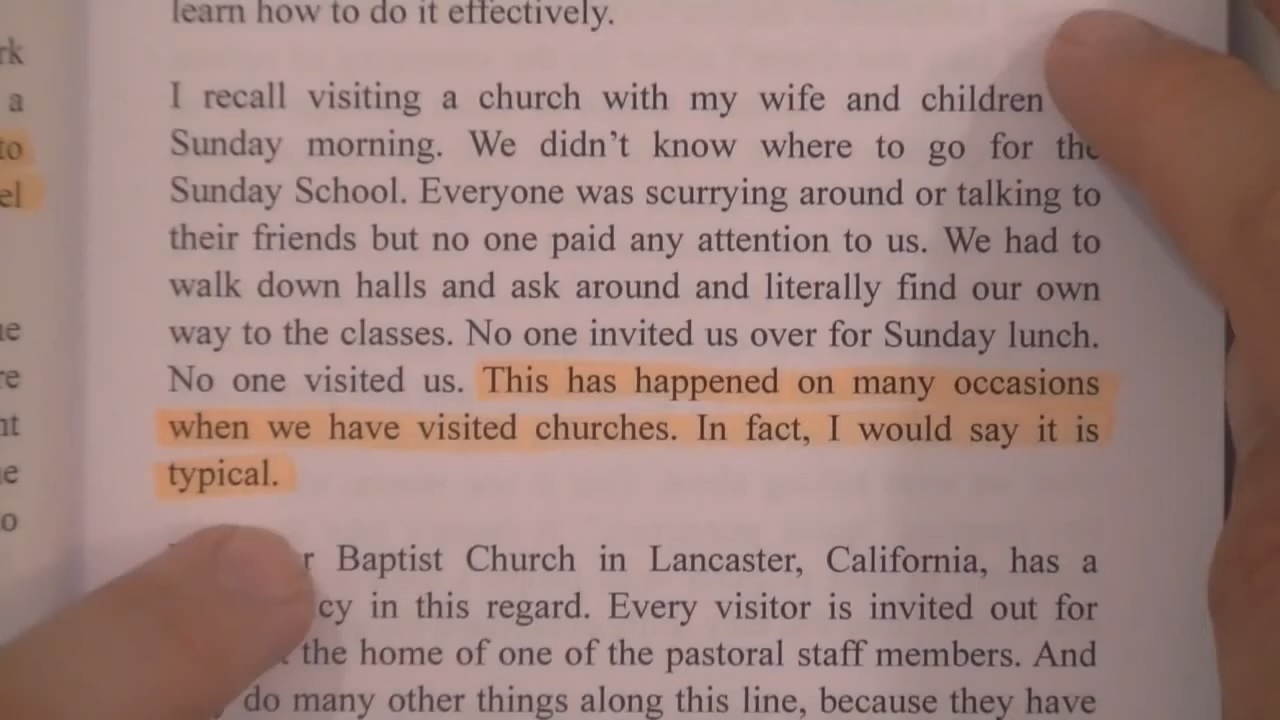 learn how to do it effectively.
I recall visiting a church with my wife and children
Sunday morning. We didn't know where to go for the
Sunday School. Everyone was scurrying around or talking to
their friends but no one paid any attention to us. We had to
walk down halls and ask around and literally find our own
way to the classes. No one invited us over for Sunday lunch.
No one visited us. This has happened on many occasions
when we have visited churches. In fact, I would say it is
typical.
Baptist Church in Lancaster, California, has a
in this regard. Every visitor is invited out for
the home of one of the pastoral staff members. And
do many other things along this line, because they have
a
to